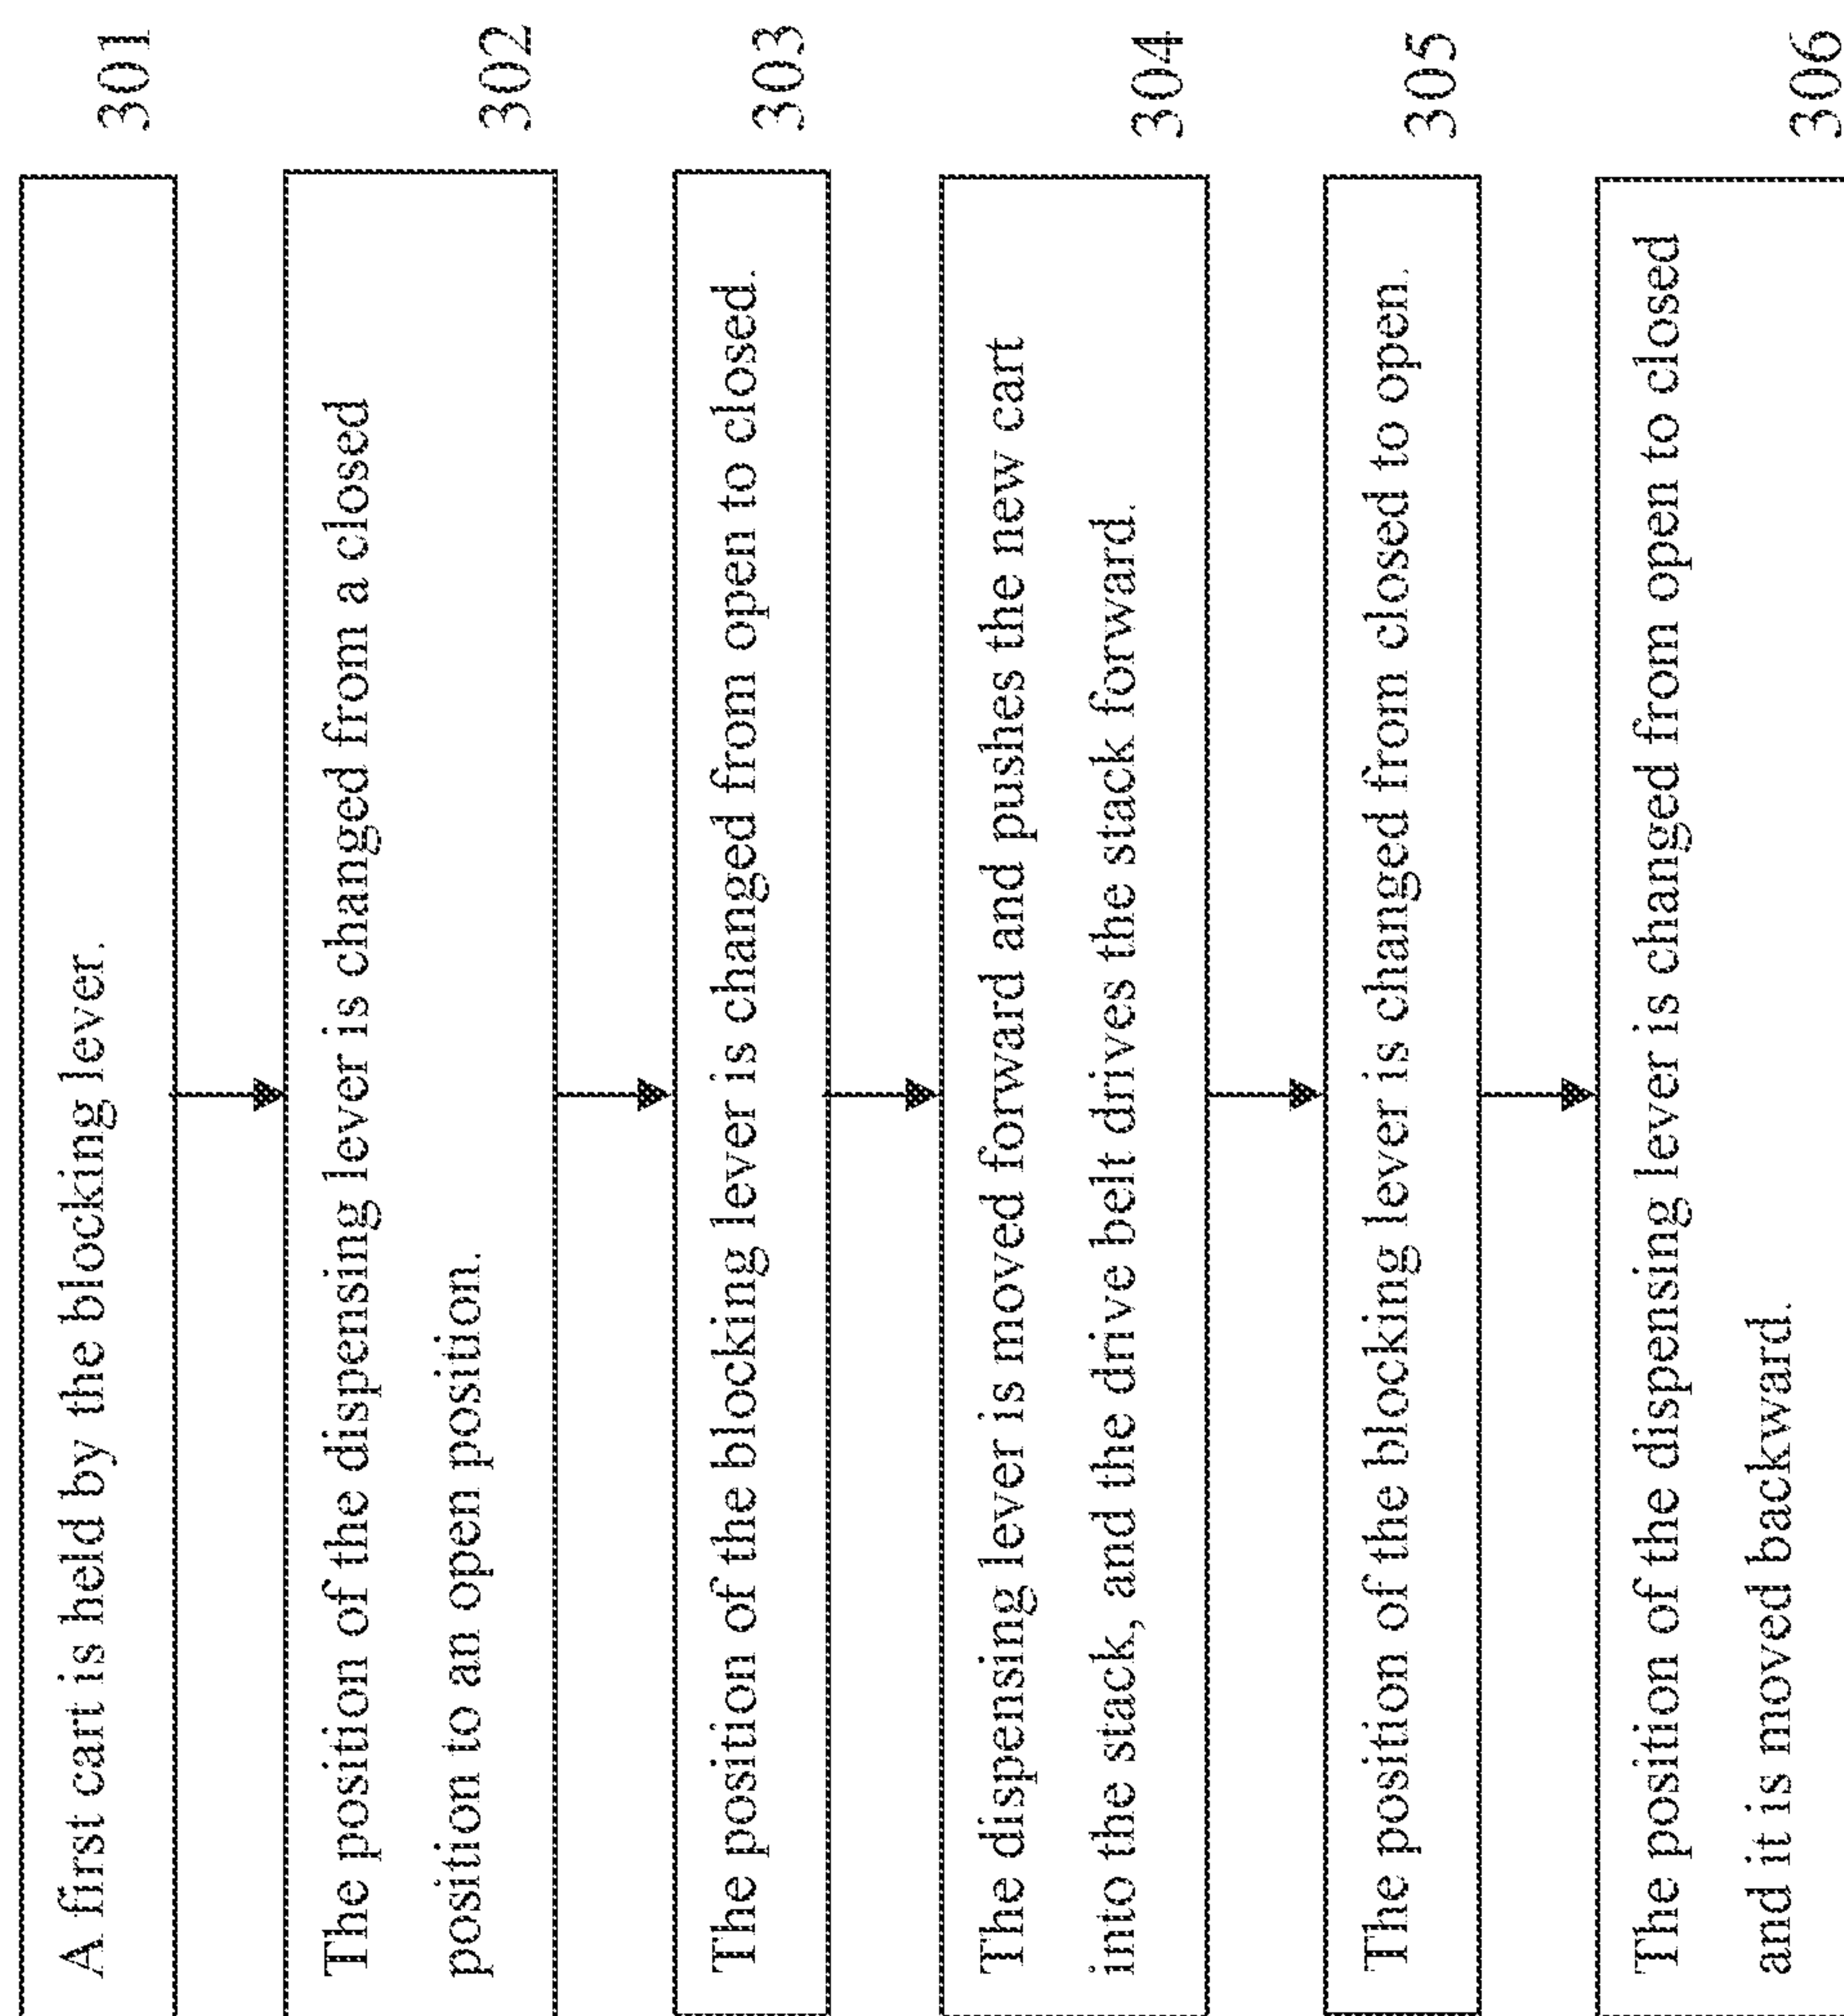 A first cart is held by the blocking lever.
301
The position of the dispensing lever is changed from a closed
position to an open position.
302
The position of the blocking lever is changed from open to closed.
303
The dispensing lever is moved forward and pushes the new cart
into the stack, and the drive belt drives the stack forward.
304
The position of the blocking lever is changed from closed to open.
305
The position of the dispensing lever is changed from open to closed
and it is moved backward.
306